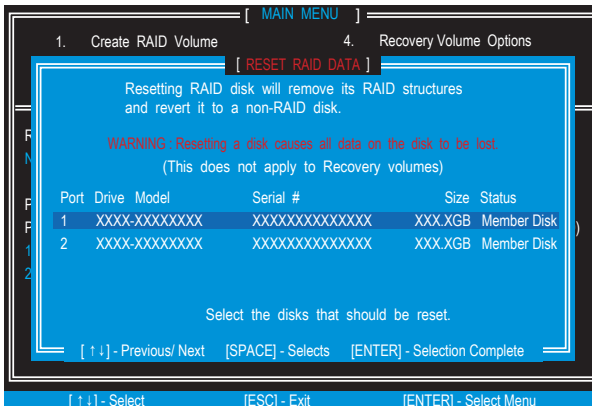 [ MAIN MENU ]
1. Create RAID Volume 4. Recovery Volume Options
[ RESET RAID DATA ]
Resetting RAID disk will remove its RAID structures
and revert it to a non-RAID disk.
WARNING : Resetting a disk causes all data on the disk to be lost.
(This does not apply to Recovery volumes)
Port Drive Model Serial # Size Status
1 XXXX-XXXXXXXX XXXXXXXXXXXXXX XXX.XGB Member Disk
2 XXXX-XXXXXXXX XXXXXXXXXXXXXX XXX.XGB Member Disk
Select the disks that should be reset.
[ ↑↓] - Previous/ Next [SPACE] - Selects [ENTER] - Selection Complete
[ ↑↓] - Select [ESC] - Exit [ENTER] - Select Menu